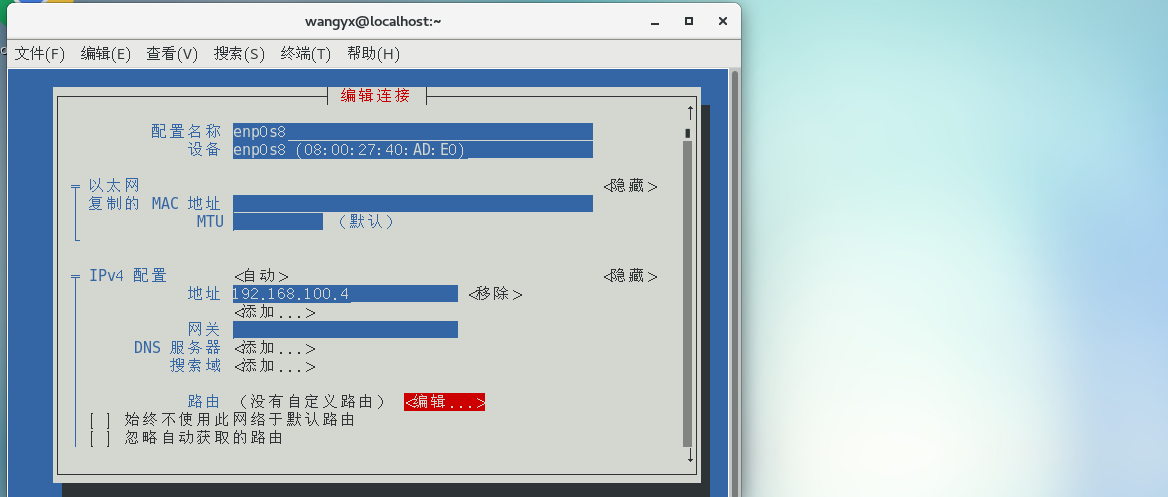 wangyx@localhost:~
文件(F) 编辑(E) 查看(V) 搜索(S) 终端(T) 帮助(H)
编辑连接
配置名称 enp0s8
设备 enp0s8 (08:00:27:40:AD:E0)
以太网 <隐藏>
复制的 MAC 地址
MTU (默认)
IPv4 配置 <自动> <隐藏>
地址 192.168.100.4 <移除>
<添加...>
网关
DNS 服务器 <添加...>
搜索域 <添加...>
路由 (没有自定义路由) <编辑...>
[ ] 始终不使用此网络于默认路由
[ ] 忽略自动获取的路由